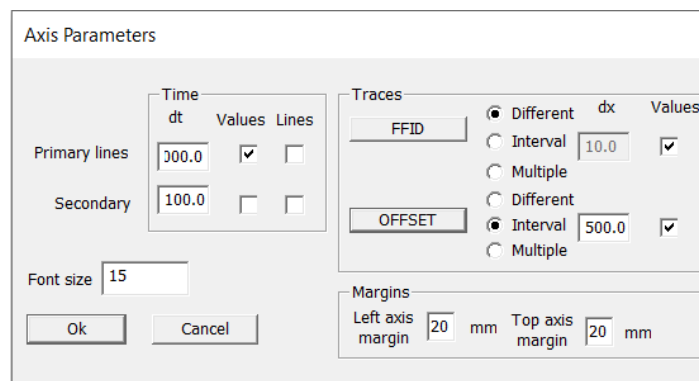 Axis Parameters
Time
dt Values Lines
Primary lines 000.0
Secondary 100.0
Font size 15
Ok Cancel
Traces
dx Values
FFID
Different
Interval 10.0
Multiple
OFFSET
Different
Interval 500.0
Multiple
Margins
Left axis margin 20 mm Top axis margin 20 mm